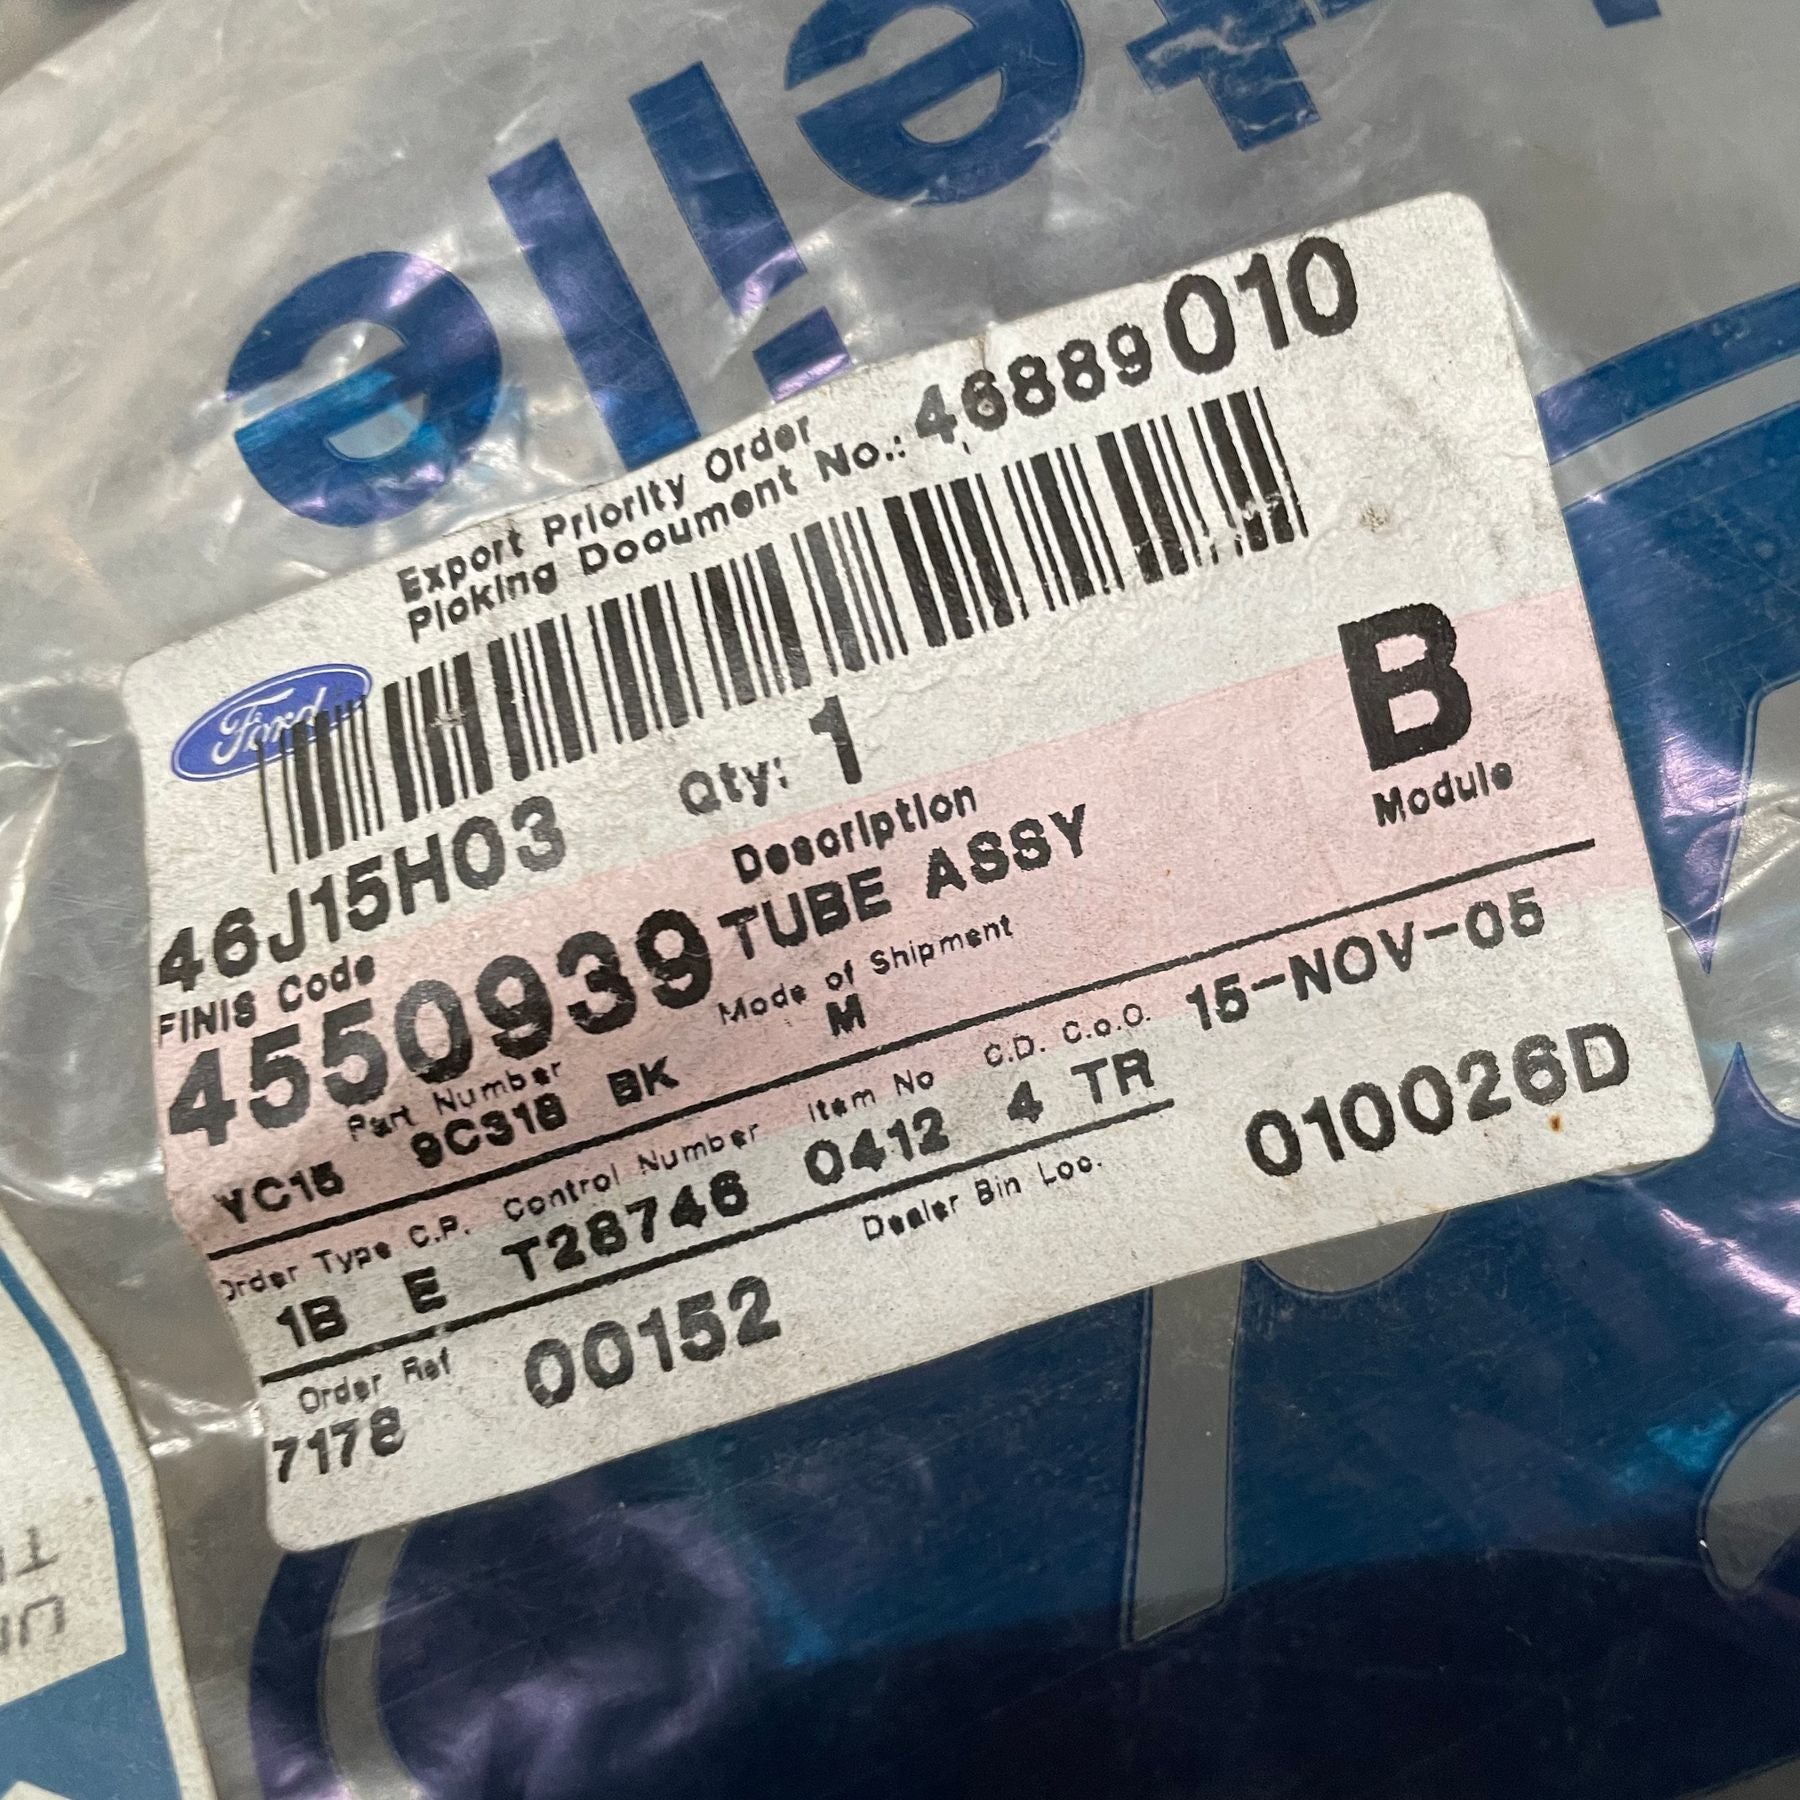 Export Priority Order
Picking Document No.: 46889010
Ford
46J15H03 Qty: 1 B
Module
FINIS Code Description
4550939 TUBE ASSY
Part Number Mode of Shipment
YC15 9C318 BK M
Order Type C.P. Control Number Item No C.D. C.o.O. 15-NOV-05
1B E T28746 0412 4 TR
Order Ref 00152 Dealer Bin Loc. 010026D
7178